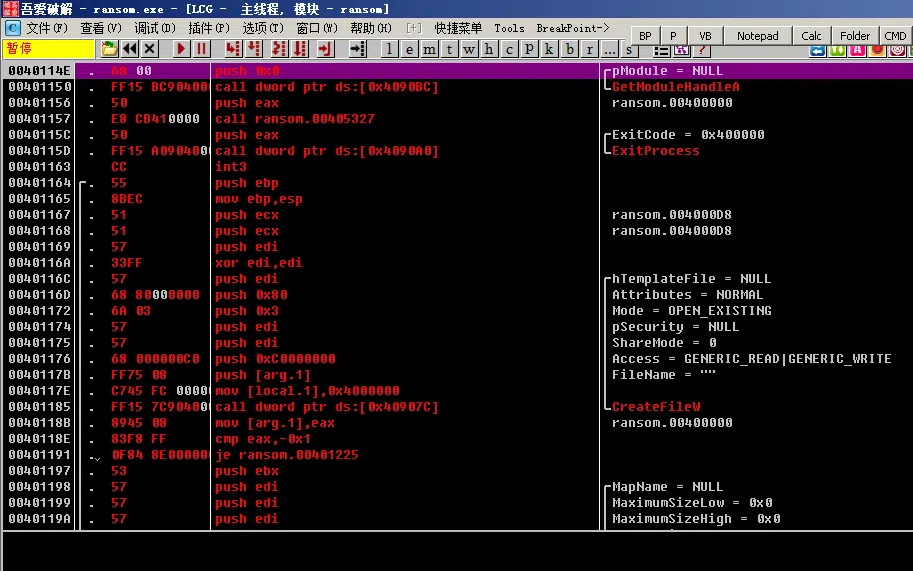 吾爱破解 - ransom.exe - [LCG - 主线程, 模块 - ransom]
C 文件(F) 查看(V) 调试(D) 插件(P) 选项(T) 窗口(W) 帮助(H) [+] 快捷菜单 Tools BreakPoint-> BP P VB Notepad Calc Folder CMD
暂停 l e m t w h c p k b r ... s ?
0040114E . 6A 00 push 0x0 pModule = NULL
00401150 . FF15 BC90400 call dword ptr ds:[0x4090BC] GetModuleHandleA
00401156 . 50 push eax ransom.00400000
00401157 . E8 CB410000 call ransom.00405327
0040115C . 50 push eax ExitCode = 0x400000
0040115D . FF15 A090400 call dword ptr ds:[0x4090A0] ExitProcess
00401163 CC int3
00401164 . 55 push ebp
00401165 . 8BEC mov ebp,esp
00401167 . 51 push ecx ransom.004000D8
00401168 . 51 push ecx ransom.004000D8
00401169 . 57 push edi
0040116A . 33FF xor edi,edi
0040116C . 57 push edi hTemplateFile = NULL
0040116D . 68 80000000 push 0x80 Attributes = NORMAL
00401172 . 6A 03 push 0x3 Mode = OPEN_EXISTING
00401174 . 57 push edi pSecurity = NULL
00401175 . 57 push edi ShareMode = 0
00401176 . 68 000000C0 push 0xC0000000 Access = GENERIC_READ|GENERIC_WRITE
0040117B . FF75 08 push [arg.1] FileName = ""
0040117E . C745 FC 0000 mov [local.1],0x4000000
00401185 . FF15 7C90400 call dword ptr ds:[0x40907C] CreateFileW
0040118B . 8945 08 mov [arg.1],eax ransom.00400000
0040118E . 83F8 FF cmp eax,-0x1
00401191 . 0F84 8E00000 je ransom.00401225
00401197 . 53 push ebx
00401198 . 57 push edi MapName = NULL
00401199 . 57 push edi MaximumSizeLow = 0x0
0040119A . 57 push edi MaximumSizeHigh = 0x0